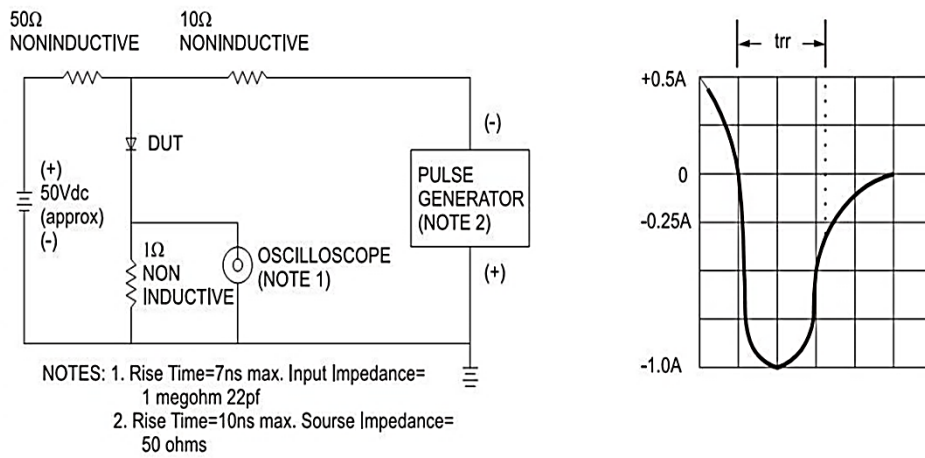 50Ω
NONINDUCTIVE
10Ω
NONINDUCTIVE
DUT
(+)
50Vdc
(approx)
(-)
1Ω
NON
INDUCTIVE
OSCILLOSCOPE
(NOTE 1)
(-)
PULSE
GENERATOR
(NOTE 2)
(+)
NOTES: 1. Rise Time=7ns max. Input Impedance=
1 megohm 22pf
2. Rise Time=10ns max. Sourse Impedance=
50 ohms
trr
+0.5A
0
-0.25A
-1.0A